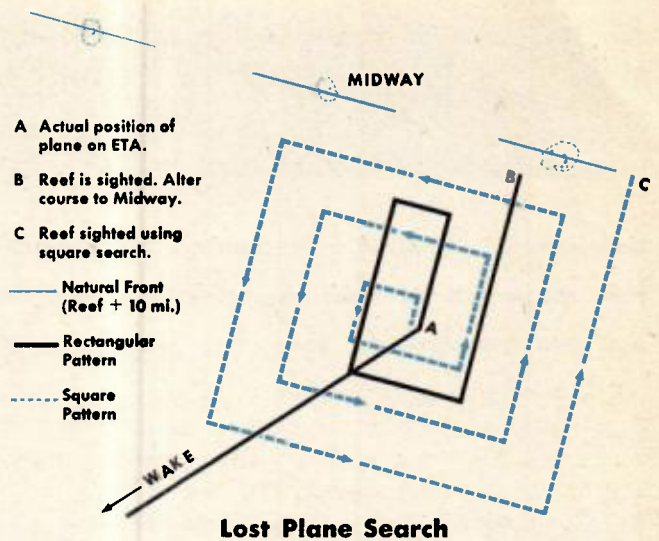 MIDWAY
A Actual position of
plane on ETA.
B Reef is sighted. Alter
course to Midway.
C Reef sighted using
square search.
Natural Front
(Reef + 10 mi.)
Rectangular
Pattern
Square
Pattern
B
C
A
WAKE
Lost Plane Search